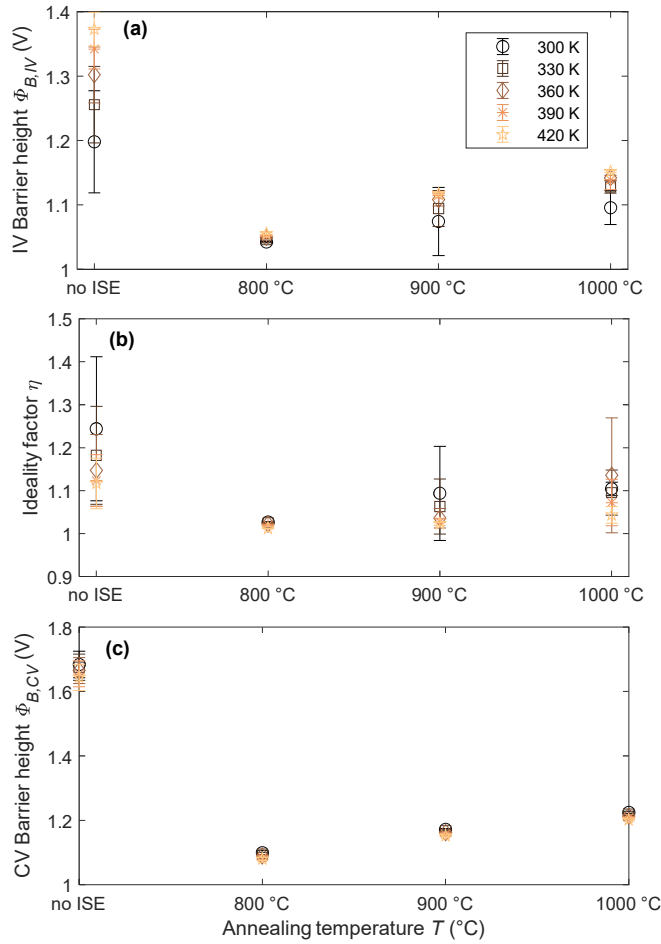 (a)
IV Barrier height Φ_B,IV (V)
1.4
1.3
1.2
1.1
1
300 K
330 K
360 K
390 K
420 K
no ISE 800 °C 900 °C 1000 °C
(b)
Ideality factor η
1.5
1.4
1.3
1.2
1.1
1
0.9
no ISE 800 °C 900 °C 1000 °C
(c)
CV Barrier height Φ_B,CV (V)
1.8
1.6
1.4
1.2
1
no ISE 800 °C 900 °C 1000 °C
Annealing temperature T (°C)